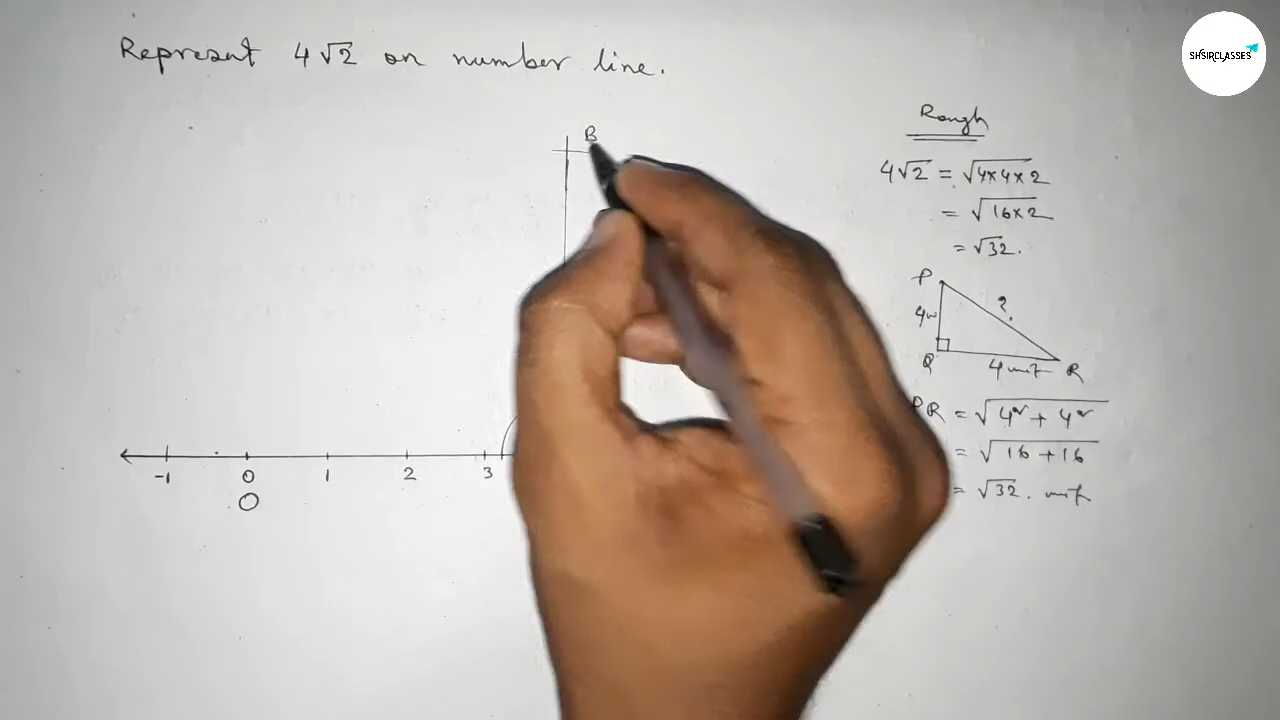 Represent 4√2 on number line.
SHSIRCLASSES
B
-1 0 1 2 3
O
Rough
4√2 = √4×4×2
= √16×2
= √32.
P
4u
?
Q 4 unit R
PR = √4² + 4²
= √16 + 16
= √32. unit